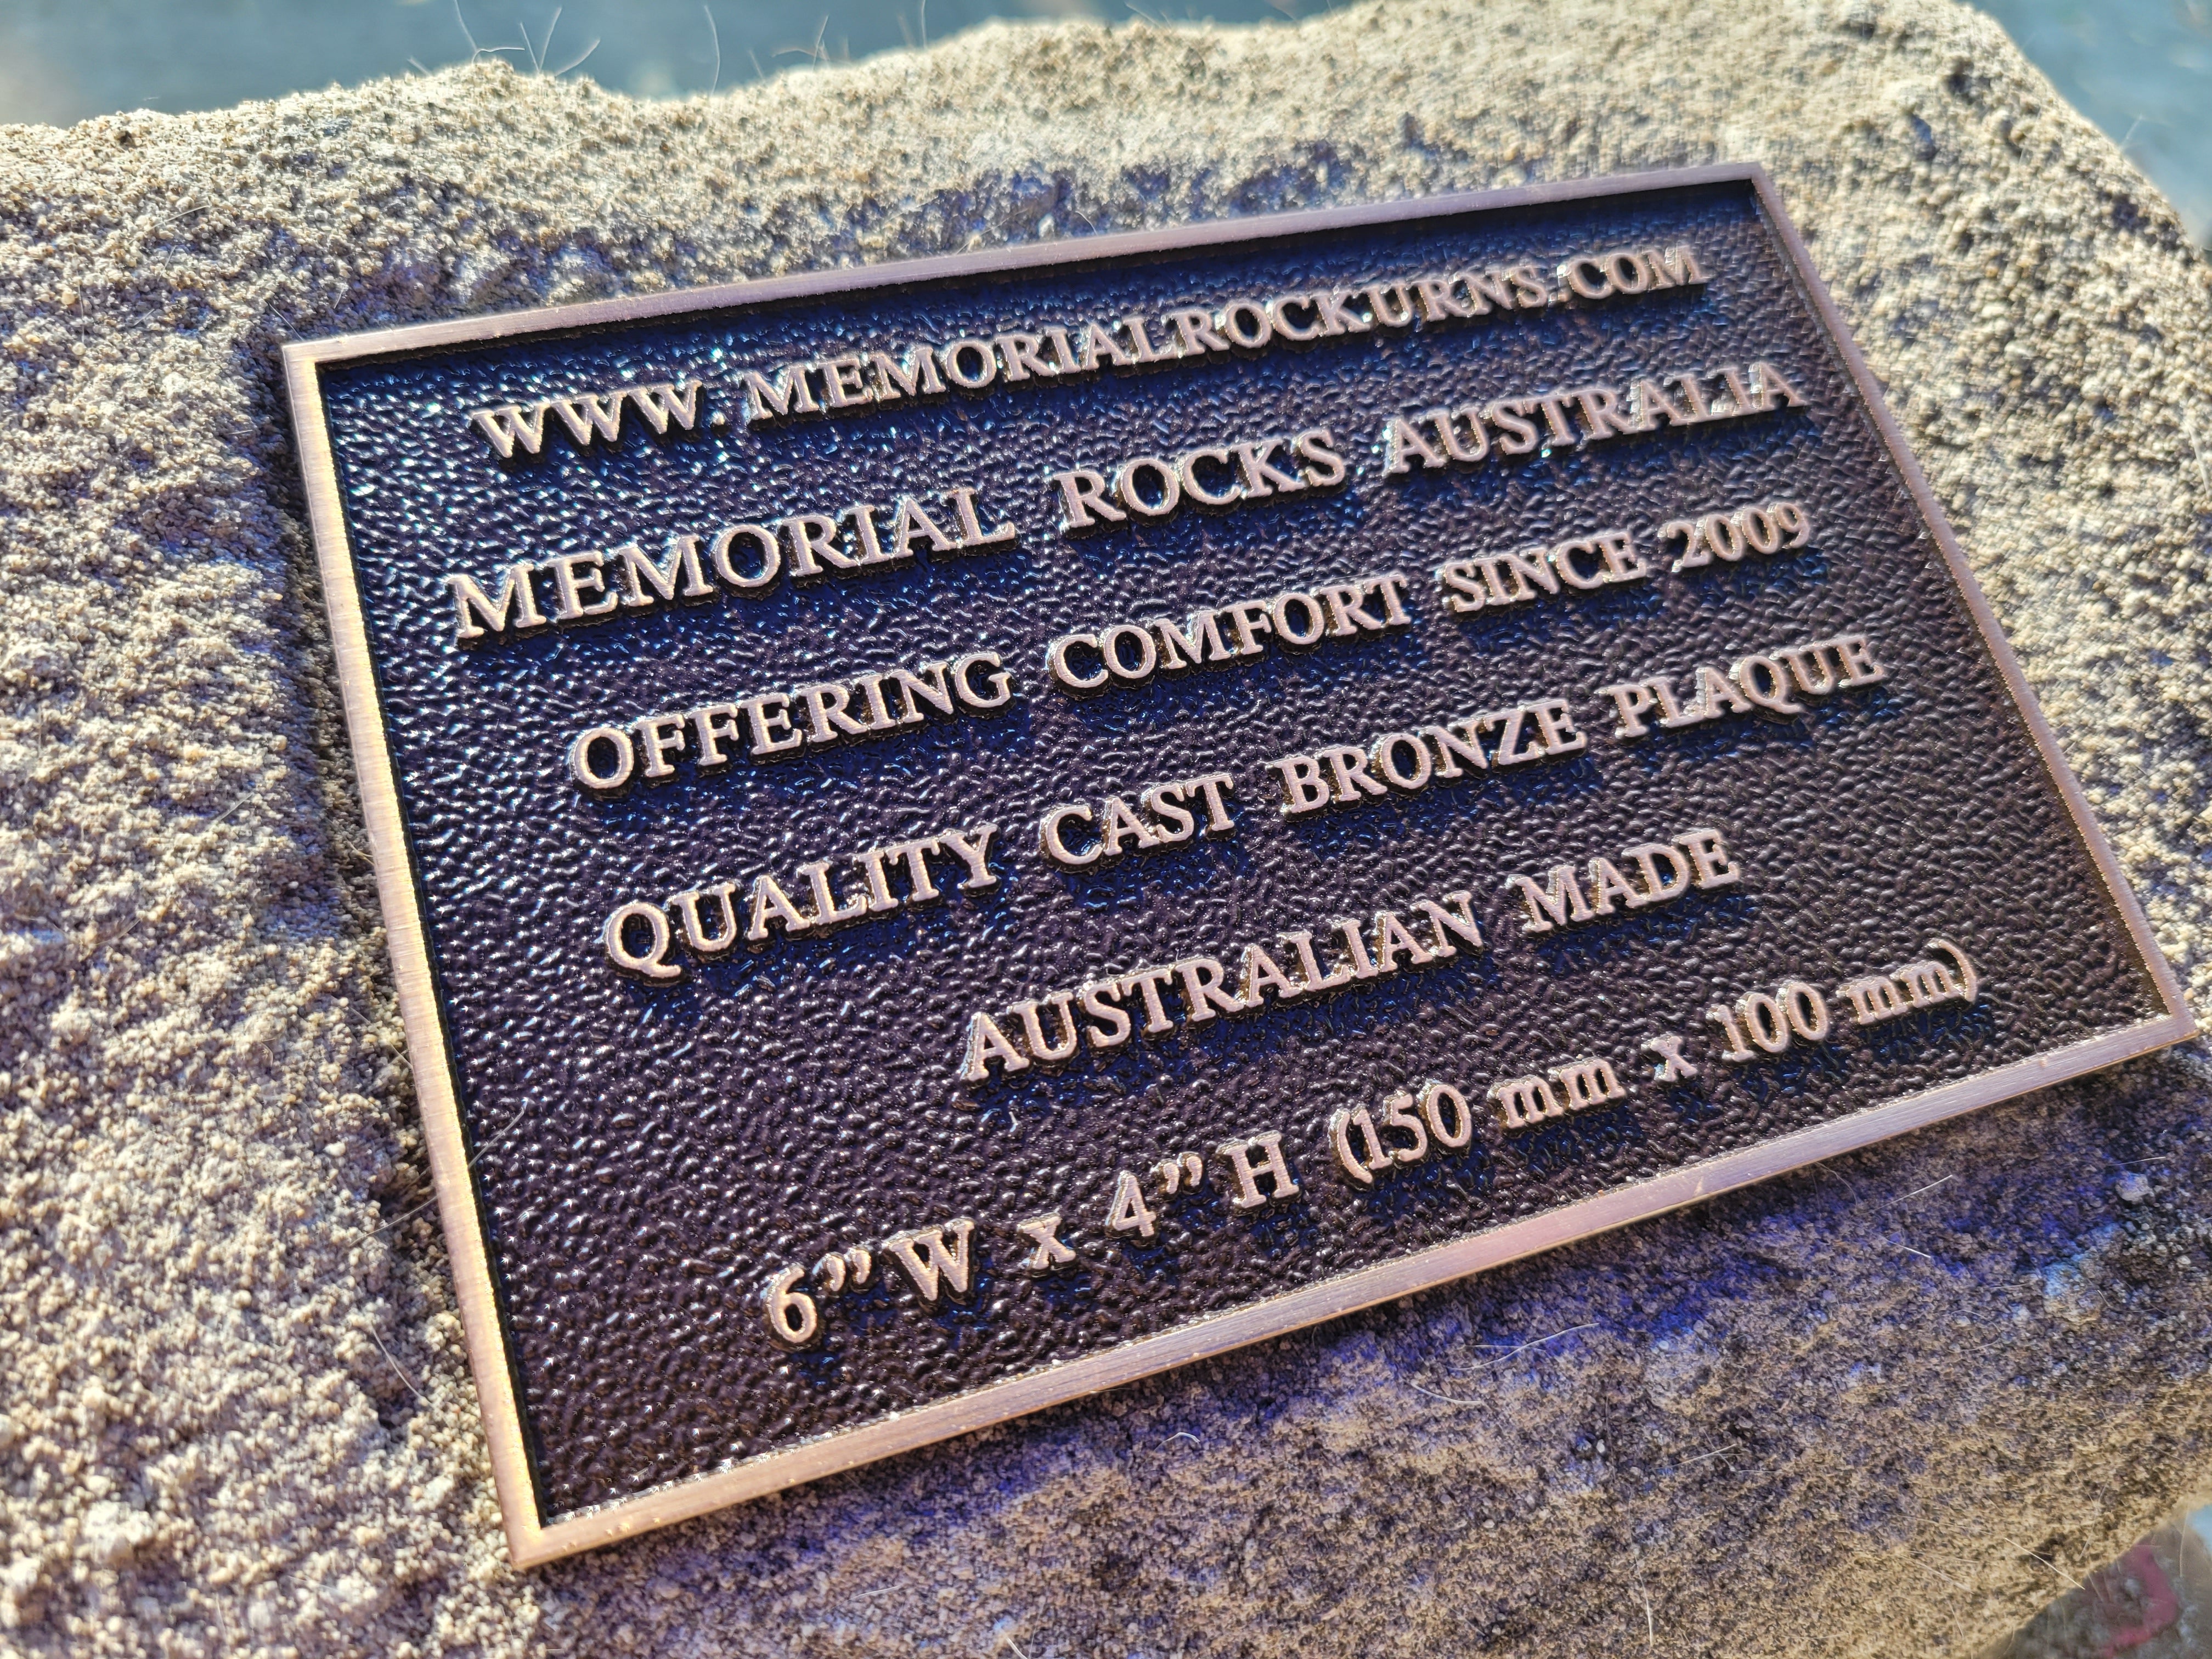 WWW.MEMORIALROCKURNS.COM
MEMORIAL ROCKS AUSTRALIA
OFFERING COMFORT SINCE 2009
QUALITY CAST BRONZE PLAQUE
AUSTRALIAN MADE
6”W x 4”H (150 mm x 100 mm)